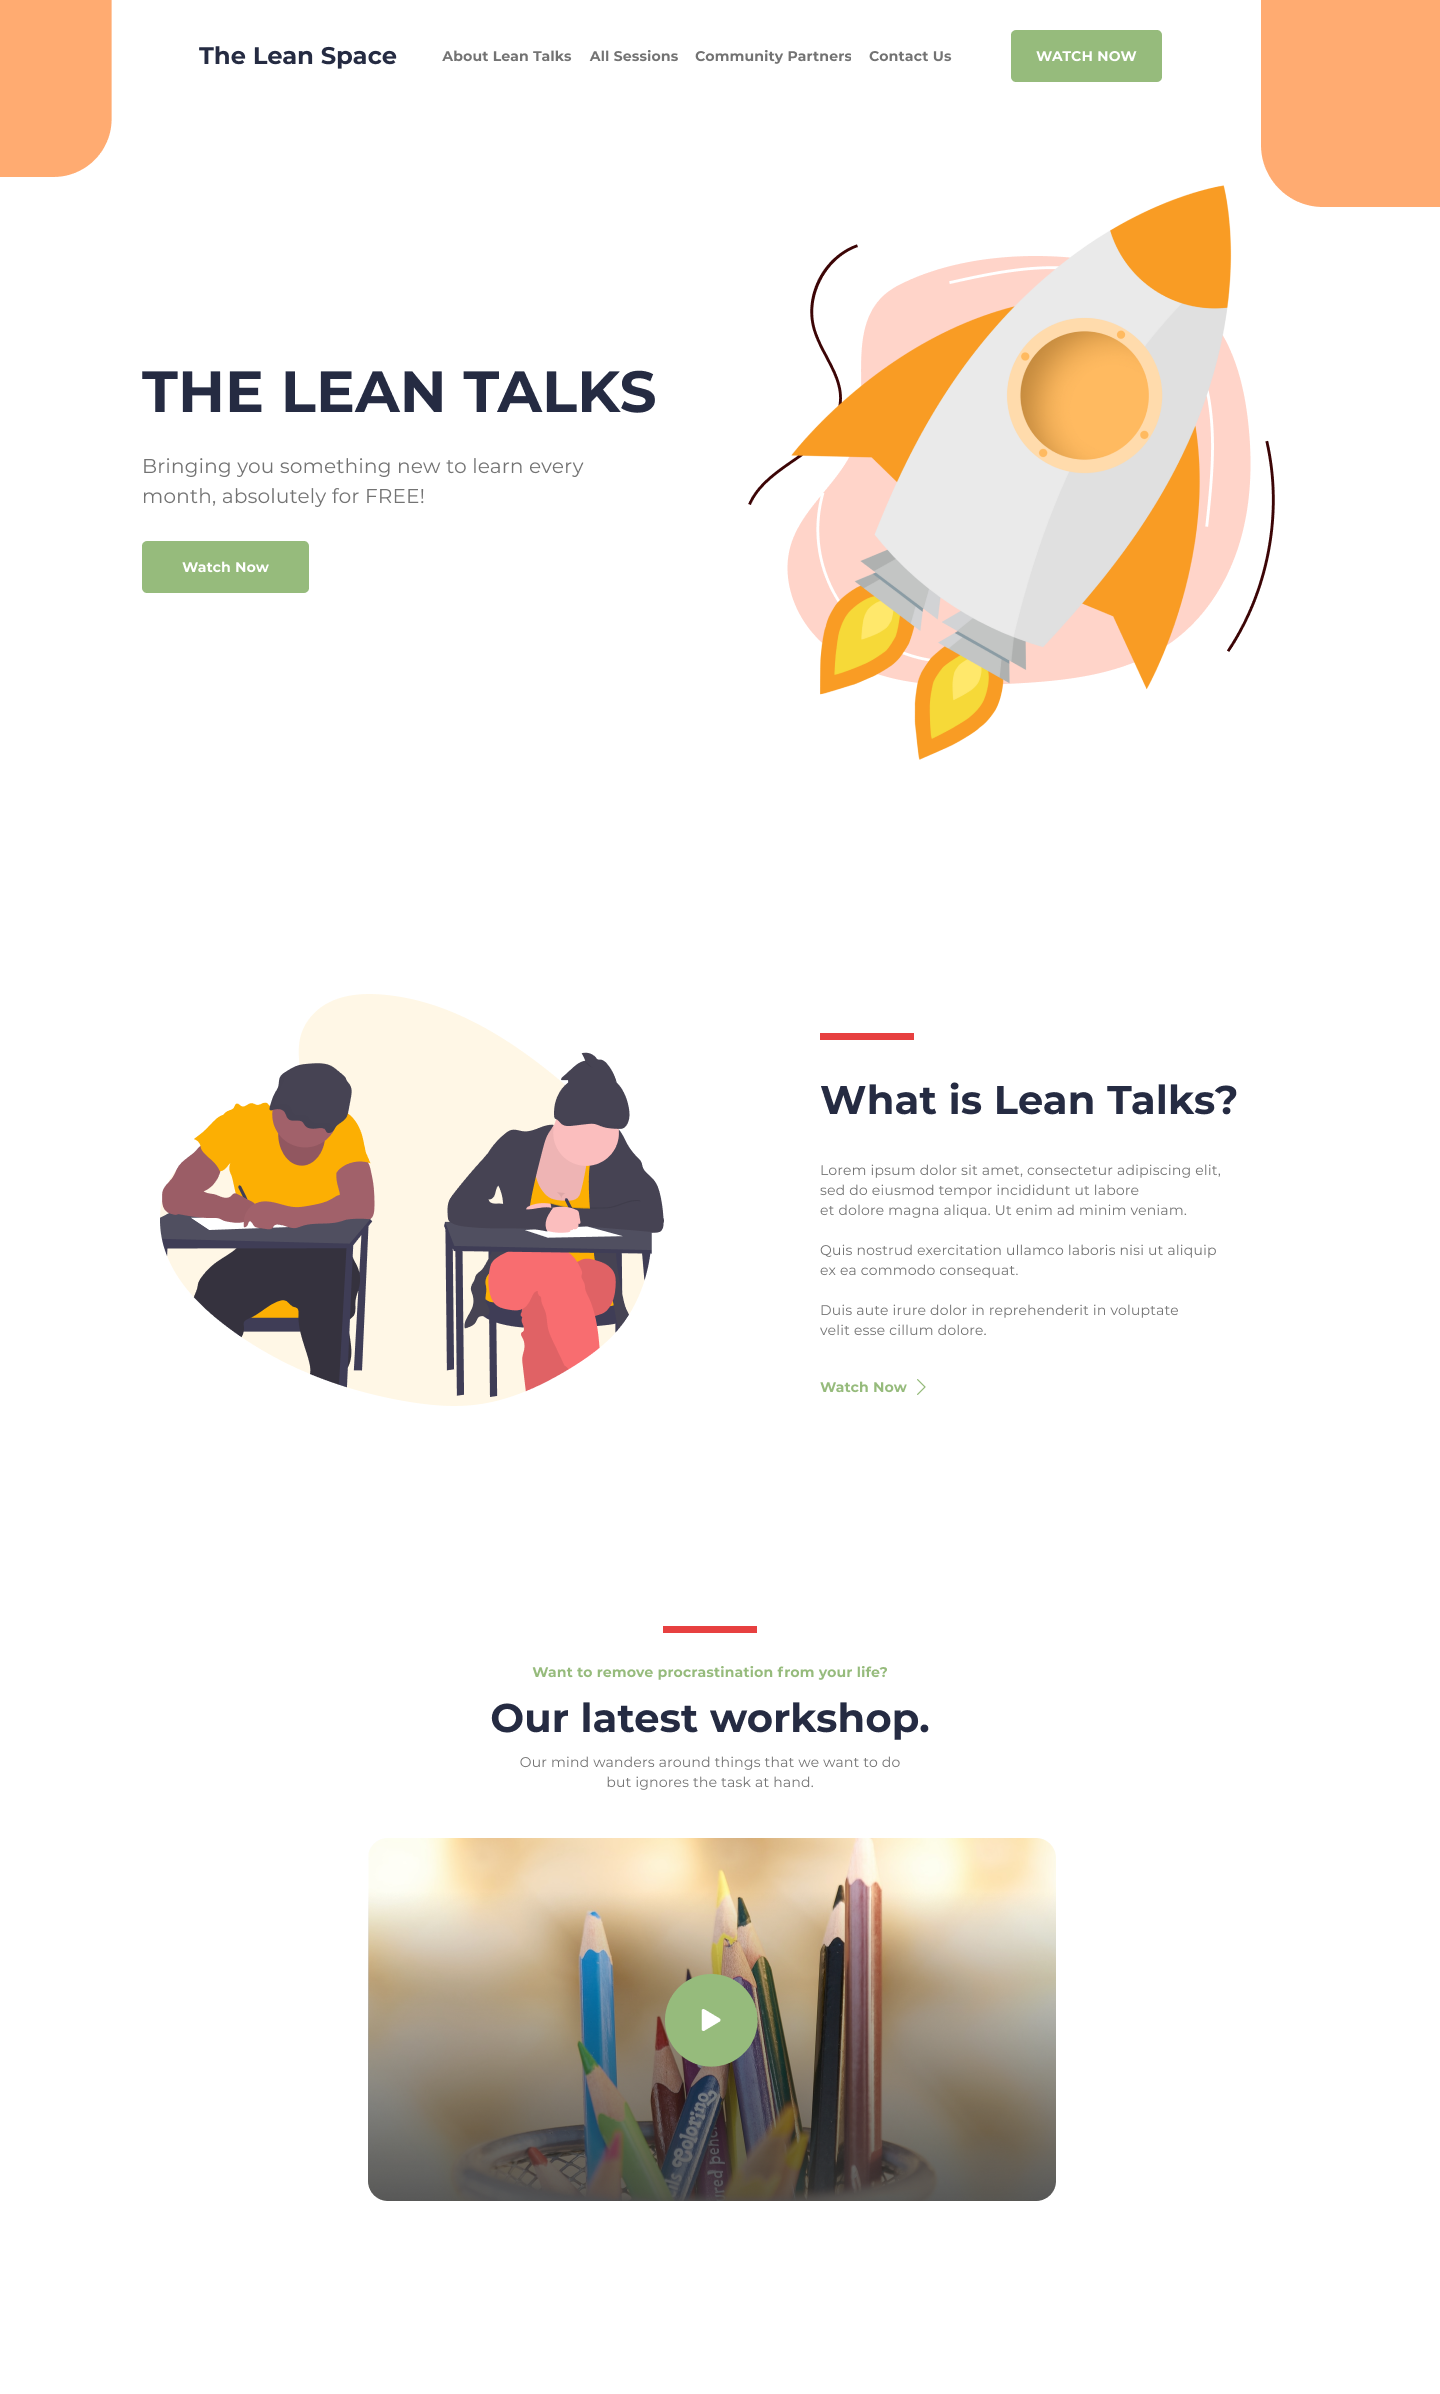 The Lean Space
About Lean Talks
All Sessions
Community Partners
Contact Us
WATCH NOW
THE LEAN TALKS
Bringing you something new to learn every
month, absolutely for FREE!
Watch Now
What is Lean Talks?
Lorem ipsum dolor sit amet, consectetur adipiscing elit,
sed do eiusmod tempor incididunt ut labore
et dolore magna aliqua. Ut enim ad minim veniam.
Quis nostrud exercitation ullamco laboris nisi ut aliquip
ex ea commodo consequat.
Duis aute irure dolor in reprehenderit in voluptate
velit esse cillum dolore.
Watch Now
Want to remove procrastination from your life?
Our latest workshop.
Our mind wanders around things that we want to do
but ignores the task at hand.
Coloring